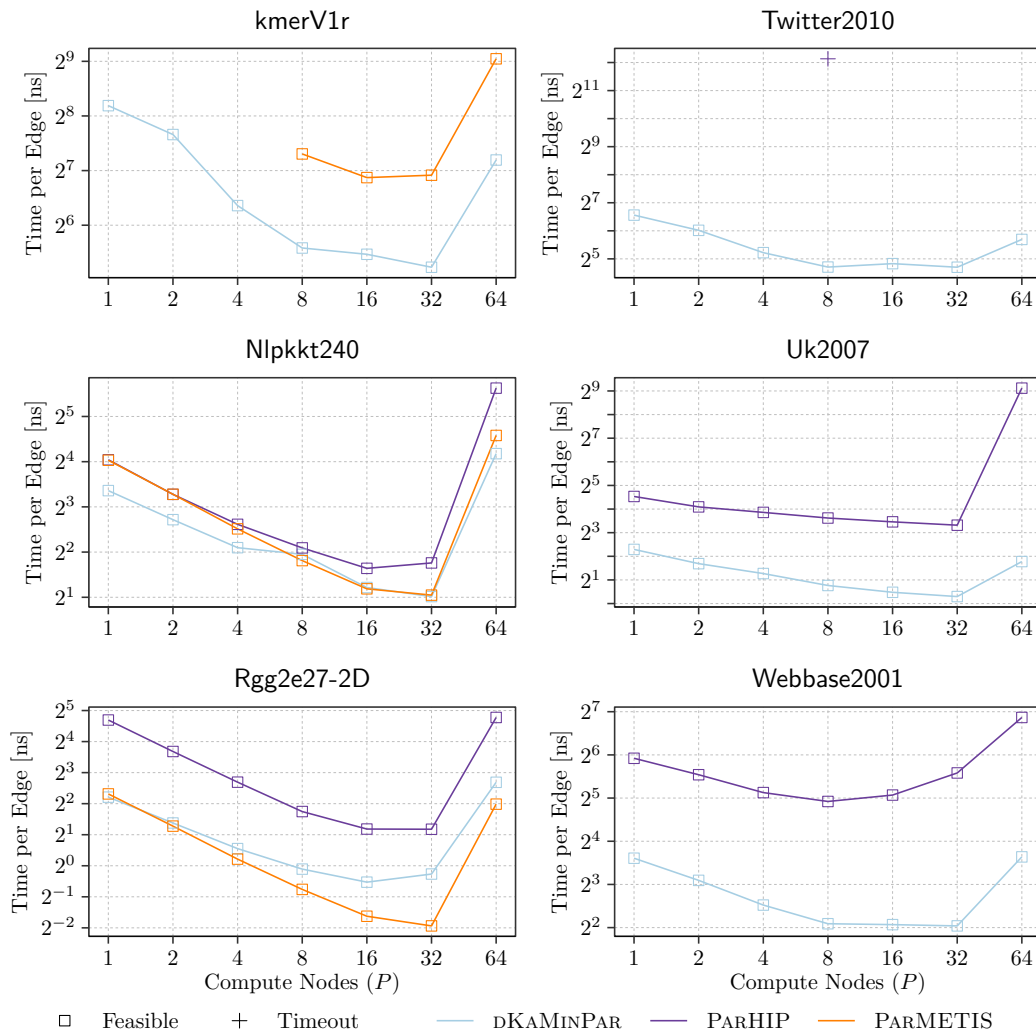 kmerV1r
Time per Edge [ns]
2^9
2^8
2^7
2^6
1 2 4 8 16 32 64
Twitter2010
Time per Edge [ns]
2^11
2^9
2^7
2^5
1 2 4 8 16 32 64
Nlpkkt240
Time per Edge [ns]
2^5
2^4
2^3
2^2
2^1
1 2 4 8 16 32 64
Uk2007
Time per Edge [ns]
2^9
2^7
2^5
2^3
2^1
1 2 4 8 16 32 64
Rgg2e27-2D
Time per Edge [ns]
2^5
2^4
2^3
2^2
2^1
2^0
2^−1
2^−2
1 2 4 8 16 32 64
Compute Nodes (P)
Webbase2001
Time per Edge [ns]
2^7
2^6
2^5
2^4
2^3
2^2
1 2 4 8 16 32 64
Compute Nodes (P)
Feasible Timeout DKAMINPAR PARHIP PARMETIS